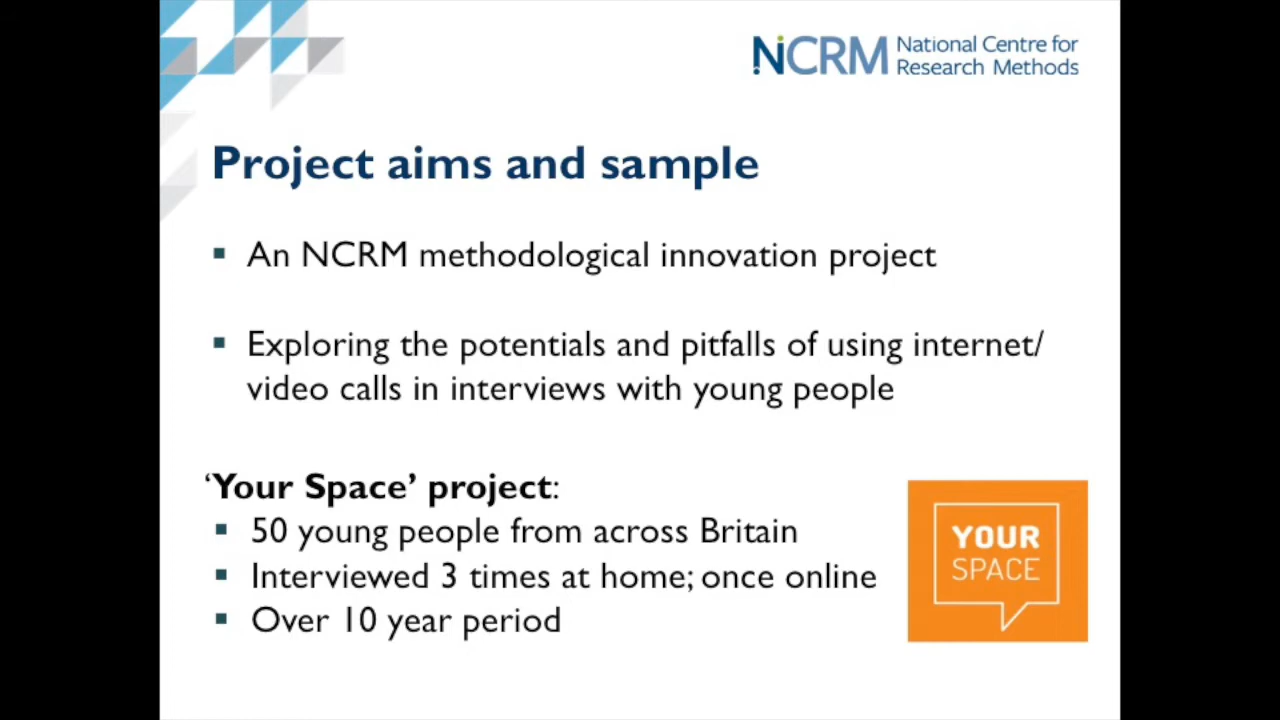 NCRM National Centre for
Research Methods
Project aims and sample
▪ An NCRM methodological innovation project
▪ Exploring the potentials and pitfalls of using internet/
video calls in interviews with young people
‘Your Space’ project:
▪ 50 young people from across Britain
▪ Interviewed 3 times at home; once online
▪ Over 10 year period
YOUR
SPACE